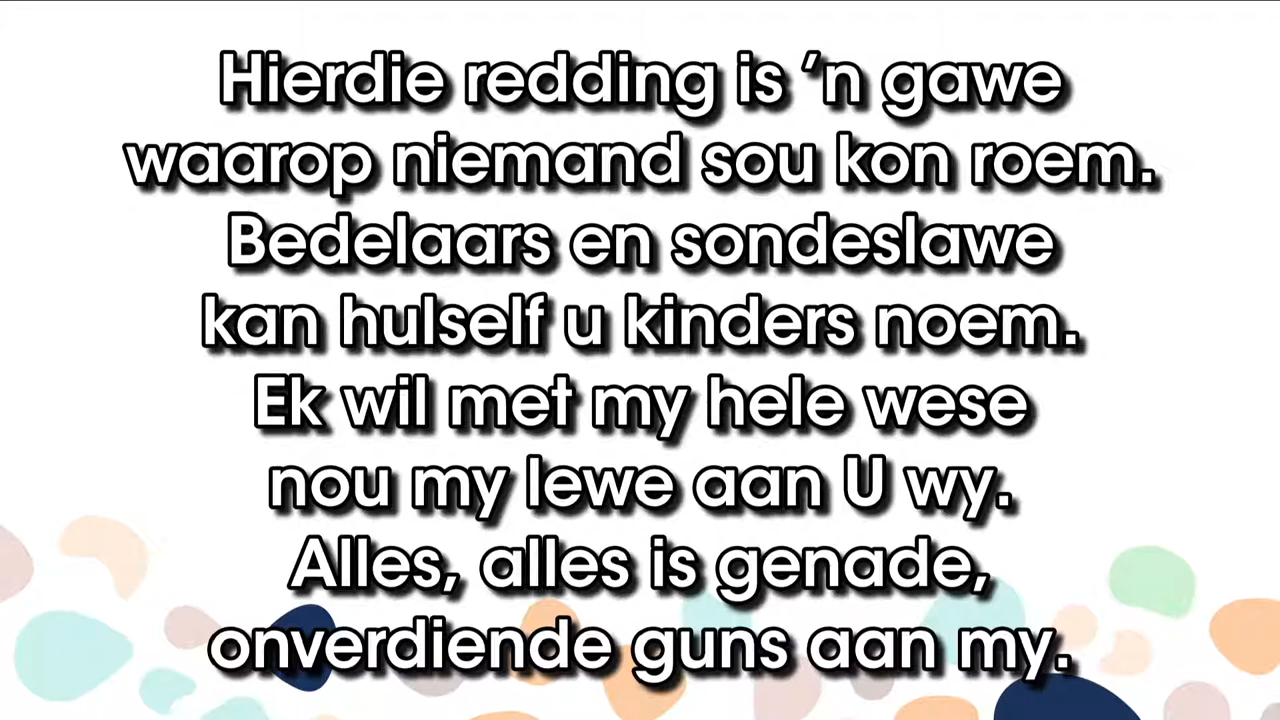 Hierdie redding is ’n gawe
waarop niemand sou kon roem.
Bedelaars en sondeslawe
kan hulself u kinders noem.
Ek wil met my hele wese
nou my lewe aan U wy.
Alles, alles is genade,
onverdiende guns aan my.